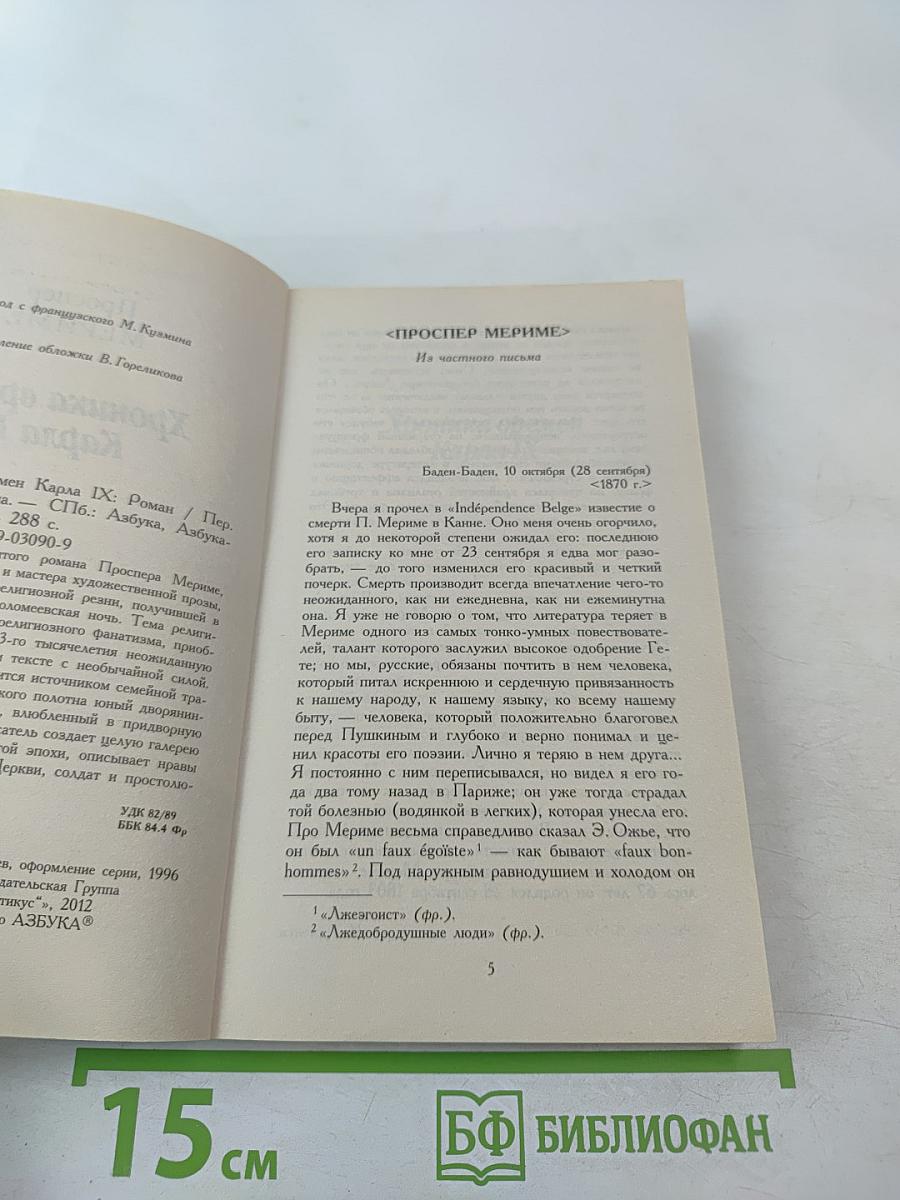 од с французского М. Кузмина
ление обложки В. Гореликова
мен Карла IX: Роман / Пер.
на. — СПб.: Азбука, Азбука-
288 с.
9-03090-9
того романа Проспера Мериме,
и мастера художественной прозы,
религиозной резни, получившей в
оломеевская ночь. Тема религи-
религиозного фанатизма, приоб-
3-го тысячелетия неожиданную
и тексте с необычайной силой.
ится источником семейной тра-
кого полотна юный дворянин-
, влюбленный в придворную
сатель создает целую галерею
той эпохи, описывает нравы
Церкви, солдат и простолю-
УДК 82/89
ББК 84.4 Фр
ев, оформление серии, 1996
дательская Группа
тикус“», 2012
о АЗБУКА®
<ПРОСПЕР МЕРИМЕ>
Из частного письма
Баден-Баден, 10 октября (28 сентября)
<1870 г.>
Вчера я прочел в «Indépendence Belge» известие о
смерти П. Мериме в Канне. Оно меня очень огорчило,
хотя я до некоторой степени ожидал его: последнюю
его записку ко мне от 23 сентября я едва мог разо-
брать, — до того изменился его красивый и четкий
почерк. Смерть производит всегда впечатление чего-то
неожиданного, как ни ежедневна, как ни ежеминутна
она. Я уже не говорю о том, что литература теряет в
Мериме одного из самых тонко-умных повествовате-
лей, талант которого заслужил высокое одобрение Ге-
те; но мы, русские, обязаны почтить в нем человека,
который питал искреннюю и сердечную привязанность
к нашему народу, к нашему языку, ко всему нашему
быту, — человека, который положительно благоговел
перед Пушкиным и глубоко и верно понимал и це-
нил красоты его поэзии. Лично я теряю в нем друга...
Я постоянно с ним переписывался, но видел я его го-
да два тому назад в Париже; он уже тогда страдал
той болезнью (водянкой в легких), которая унесла его.
Про Мериме весьма справедливо сказал Э. Ожье, что
он был «un faux égoïste»¹ — как бывают «faux bon-
hommes»². Под наружным равнодушием и холодом он
¹ «Лжеэгоист» (фр.).
² «Лжедобродушные люди» (фр.).
5
15 см
БФ БИБЛИОФАН